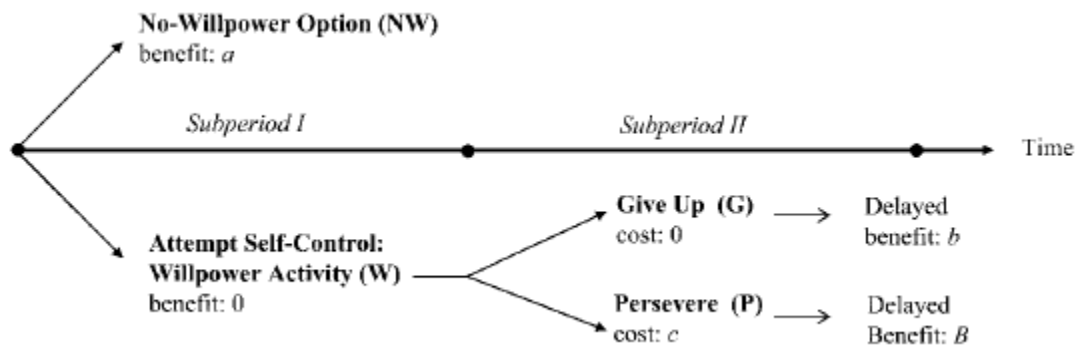 No-Willpower Option (NW)
benefit: a
Subperiod I
Subperiod II
Time
Attempt Self-Control:
Willpower Activity (W)
benefit: 0
Give Up (G)
cost: 0
Delayed
benefit: b
Persevere (P)
cost: c
Delayed
Benefit: B